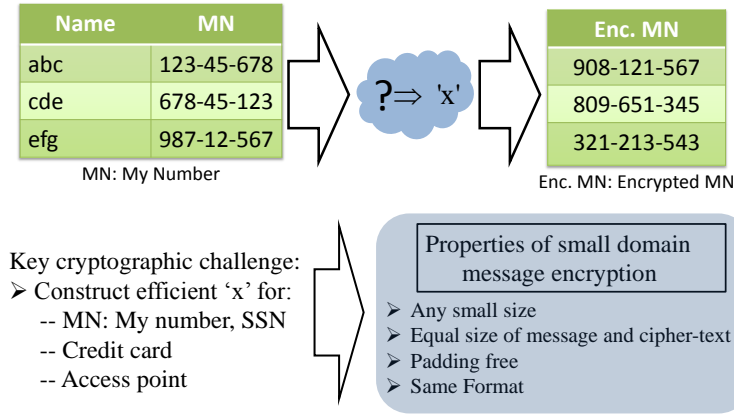 Name MN
abc 123-45-678
cde 678-45-123
efg 987-12-567
MN: My Number
?⇒ 'x'
Enc. MN
908-121-567
809-651-345
321-213-543
Enc. MN: Encrypted MN
Key cryptographic challenge:
➢ Construct efficient ‘x’ for:
-- MN: My number, SSN
-- Credit card
-- Access point
Properties of small domain
message encryption
➢ Any small size
➢ Equal size of message and cipher-text
➢ Padding free
➢ Same Format